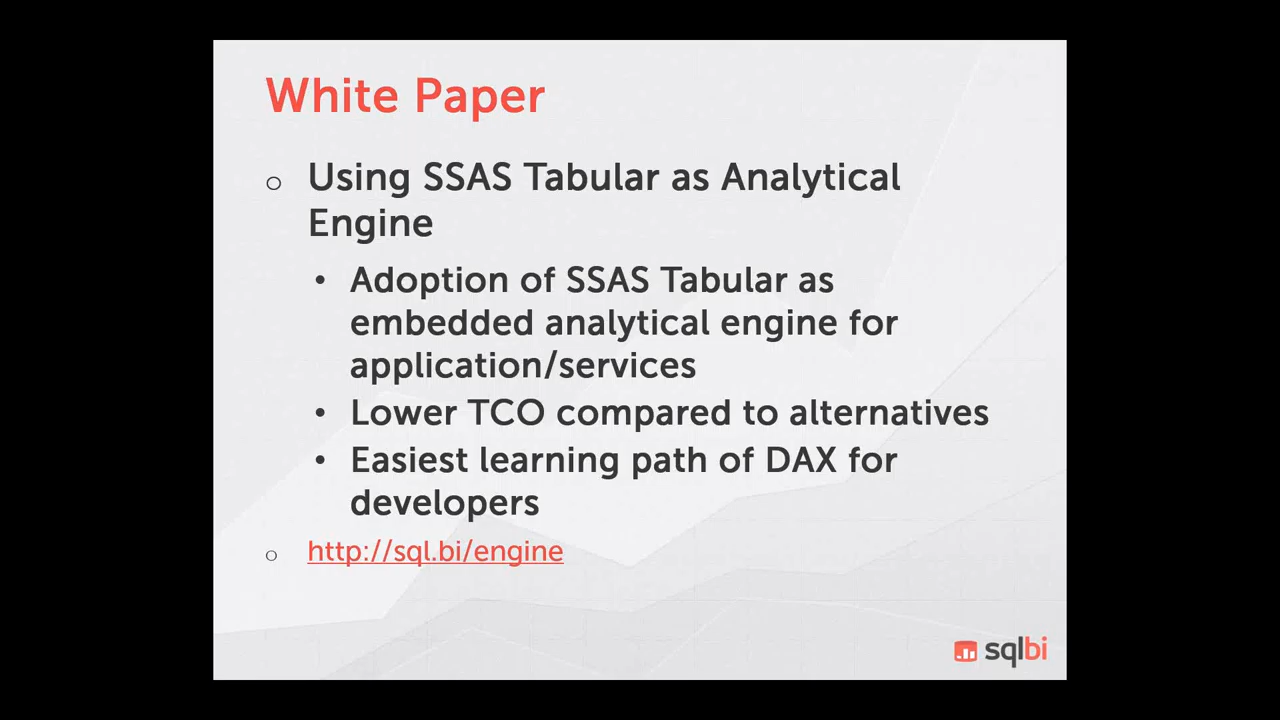 White Paper
o Using SSAS Tabular as Analytical
Engine
• Adoption of SSAS Tabular as
embedded analytical engine for
application/services
• Lower TCO compared to alternatives
• Easiest learning path of DAX for
developers
o http://sql.bi/engine
sqlbi